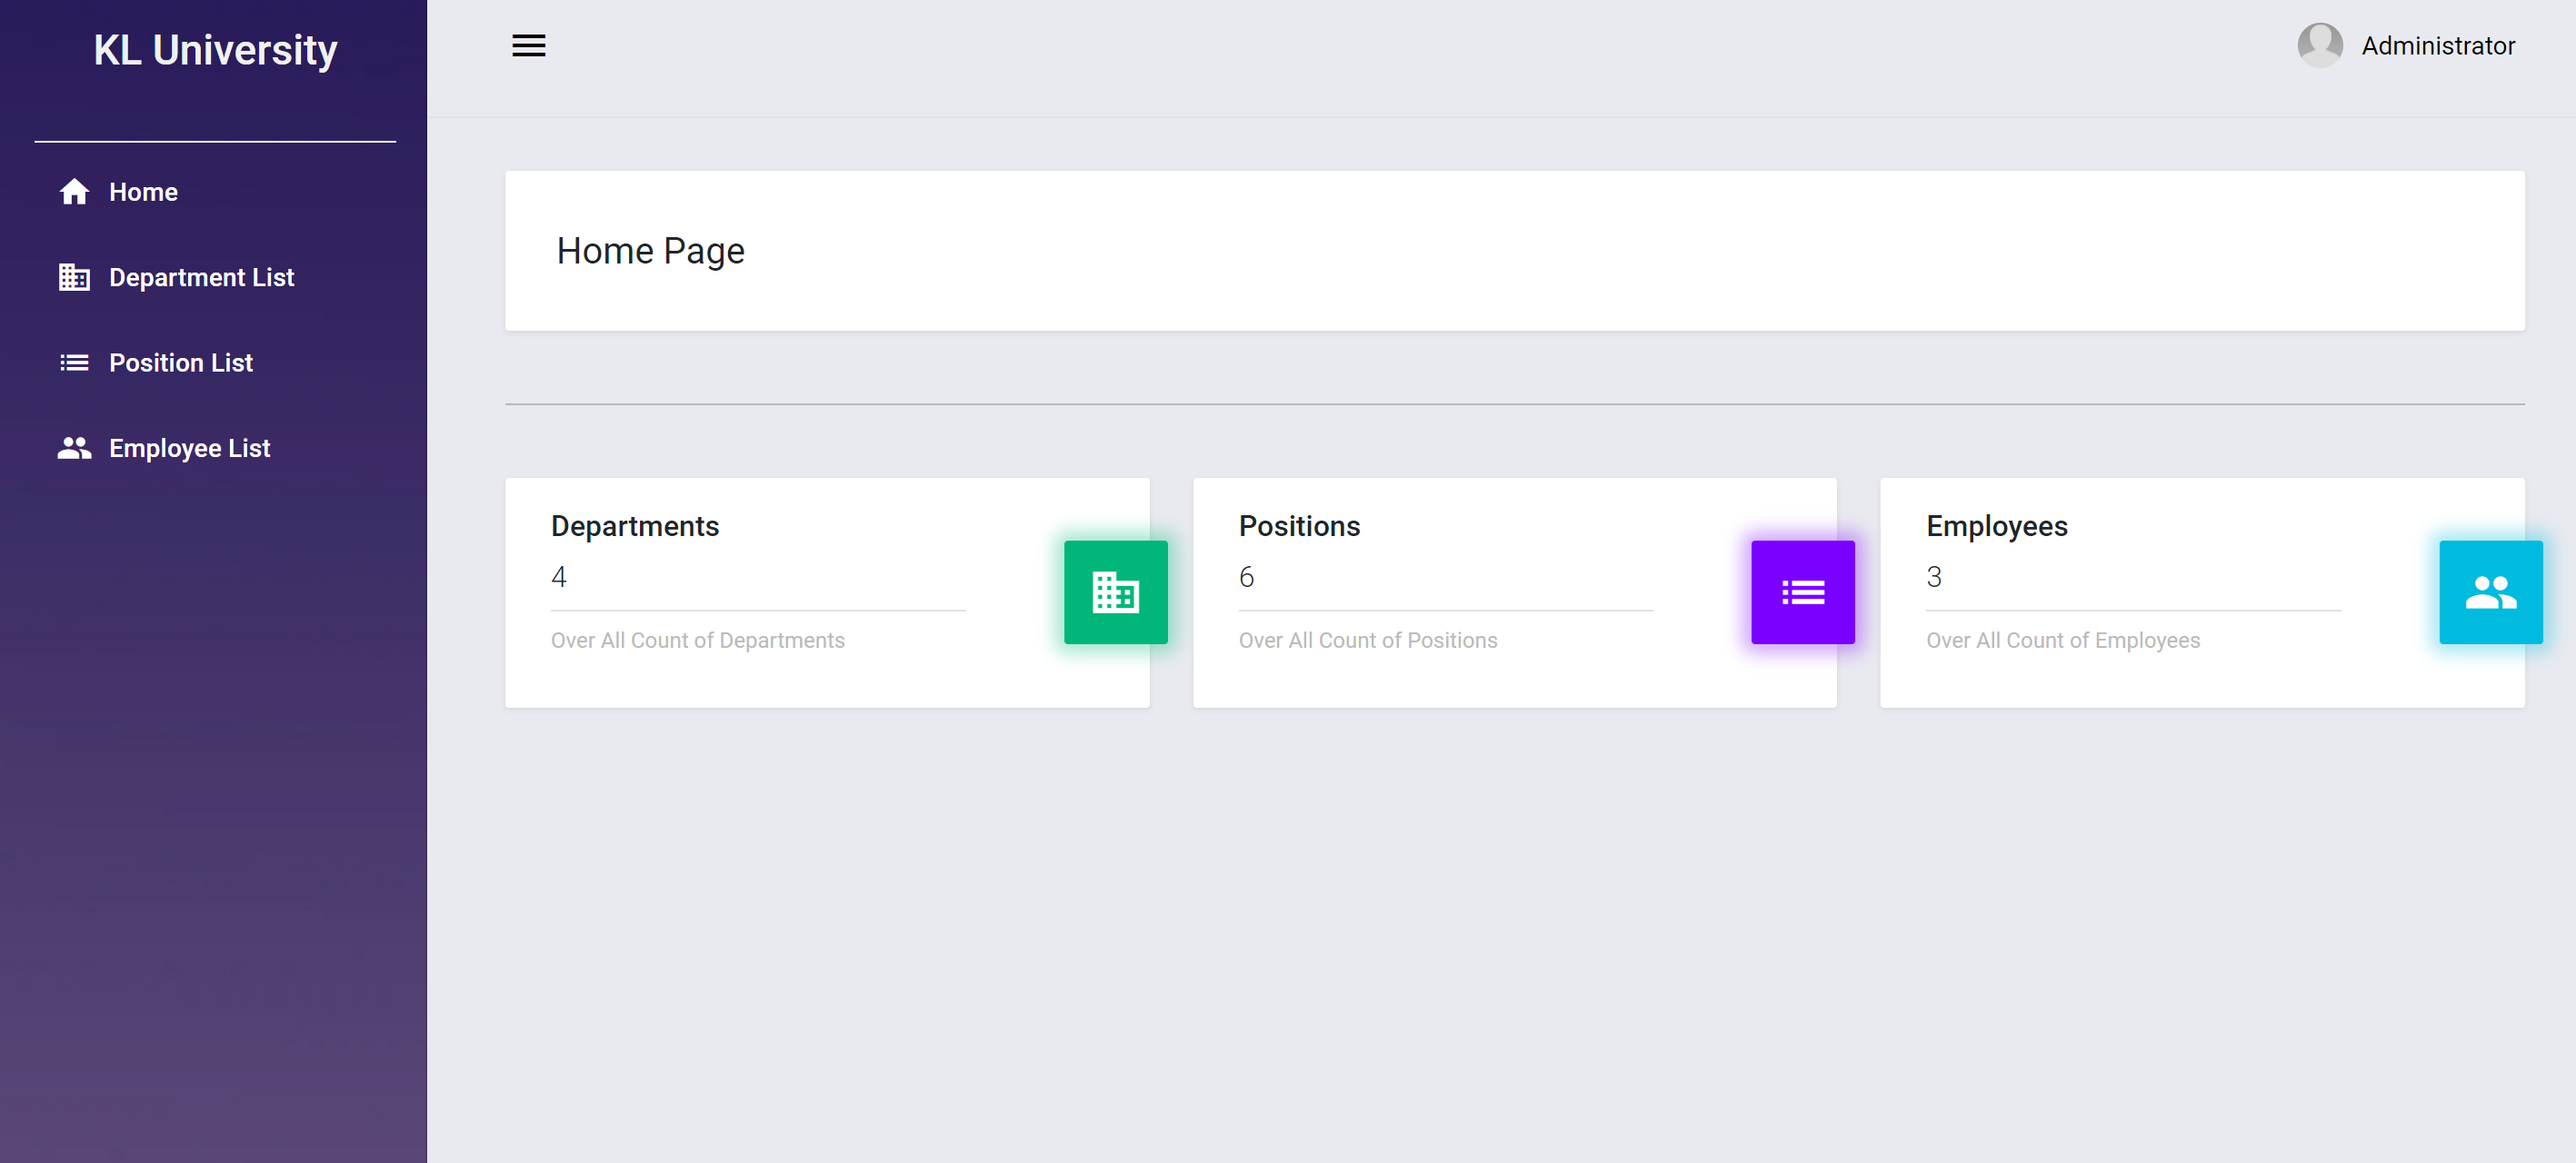 KL University
Administrator
Home
Department List
Position List
Employee List
Home Page
Departments
4
Over All Count of Departments
Positions
6
Over All Count of Positions
Employees
3
Over All Count of Employees